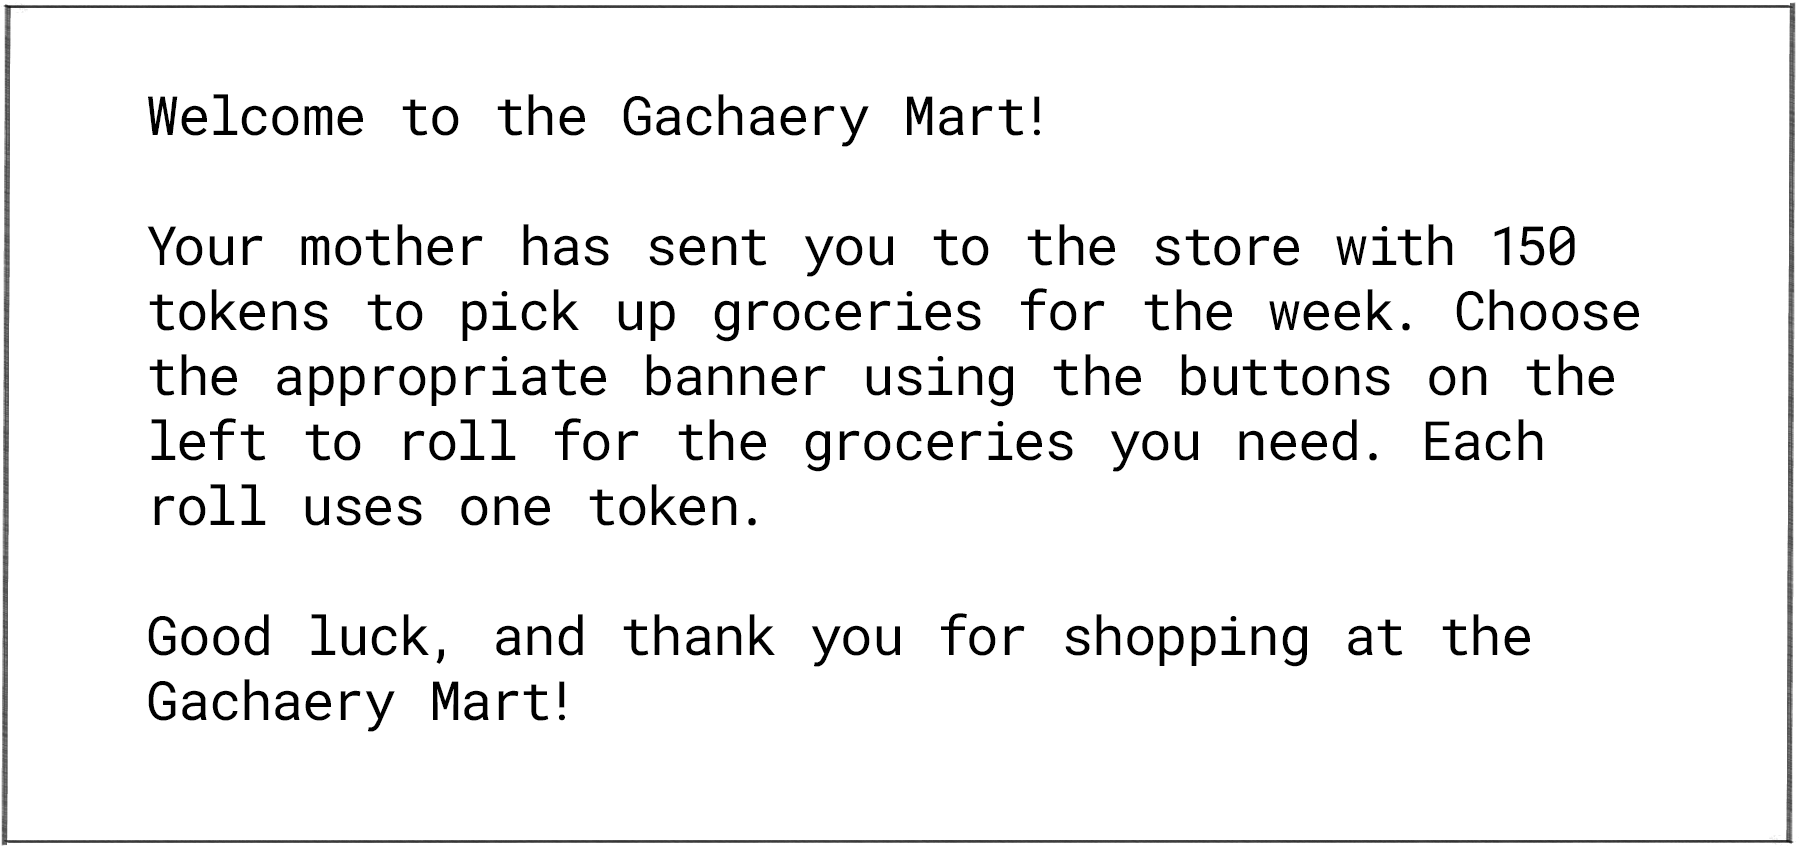 Welcome to the Gachaery Mart!
Your mother has sent you to the store with 150
tokens to pick up groceries for the week. Choose
the appropriate banner using the buttons on the
left to roll for the groceries you need. Each
roll uses one token.
Good luck, and thank you for shopping at the
Gachaery Mart!